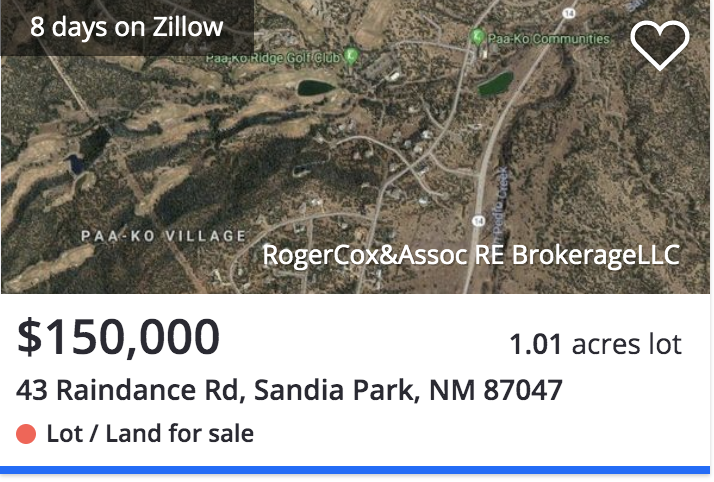 8 days on Zillow
14
Paa-Ko Communities
Paa Ko Ridge Golf Club
14
PAA-KO VILLAGE
RogerCox&Assoc RE BrokerageLLC
$150,000
1.01 acres lot
43 Raindance Rd, Sandia Park, NM 87047
Lot / Land for sale